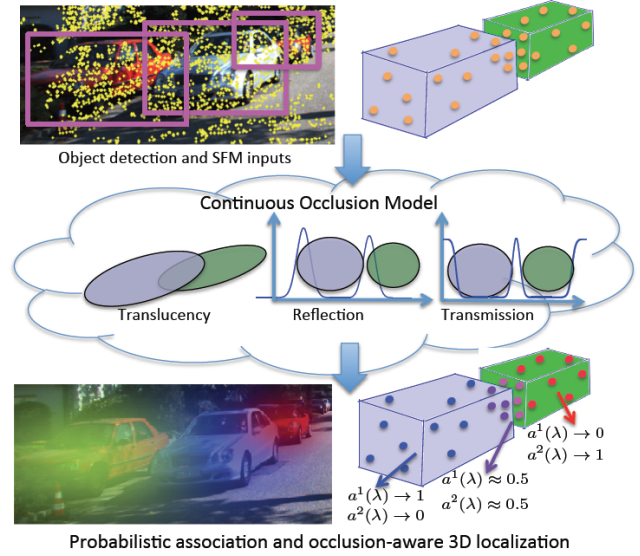 Object detection and SFM inputs
Continuous Occlusion Model
Translucency
Reflection
Transmission
a¹(λ) → 0
a²(λ) → 1
a¹(λ) ≈ 0.5
a²(λ) ≈ 0.5
a¹(λ) → 1
a²(λ) → 0
Probabilistic association and occlusion-aware 3D localization